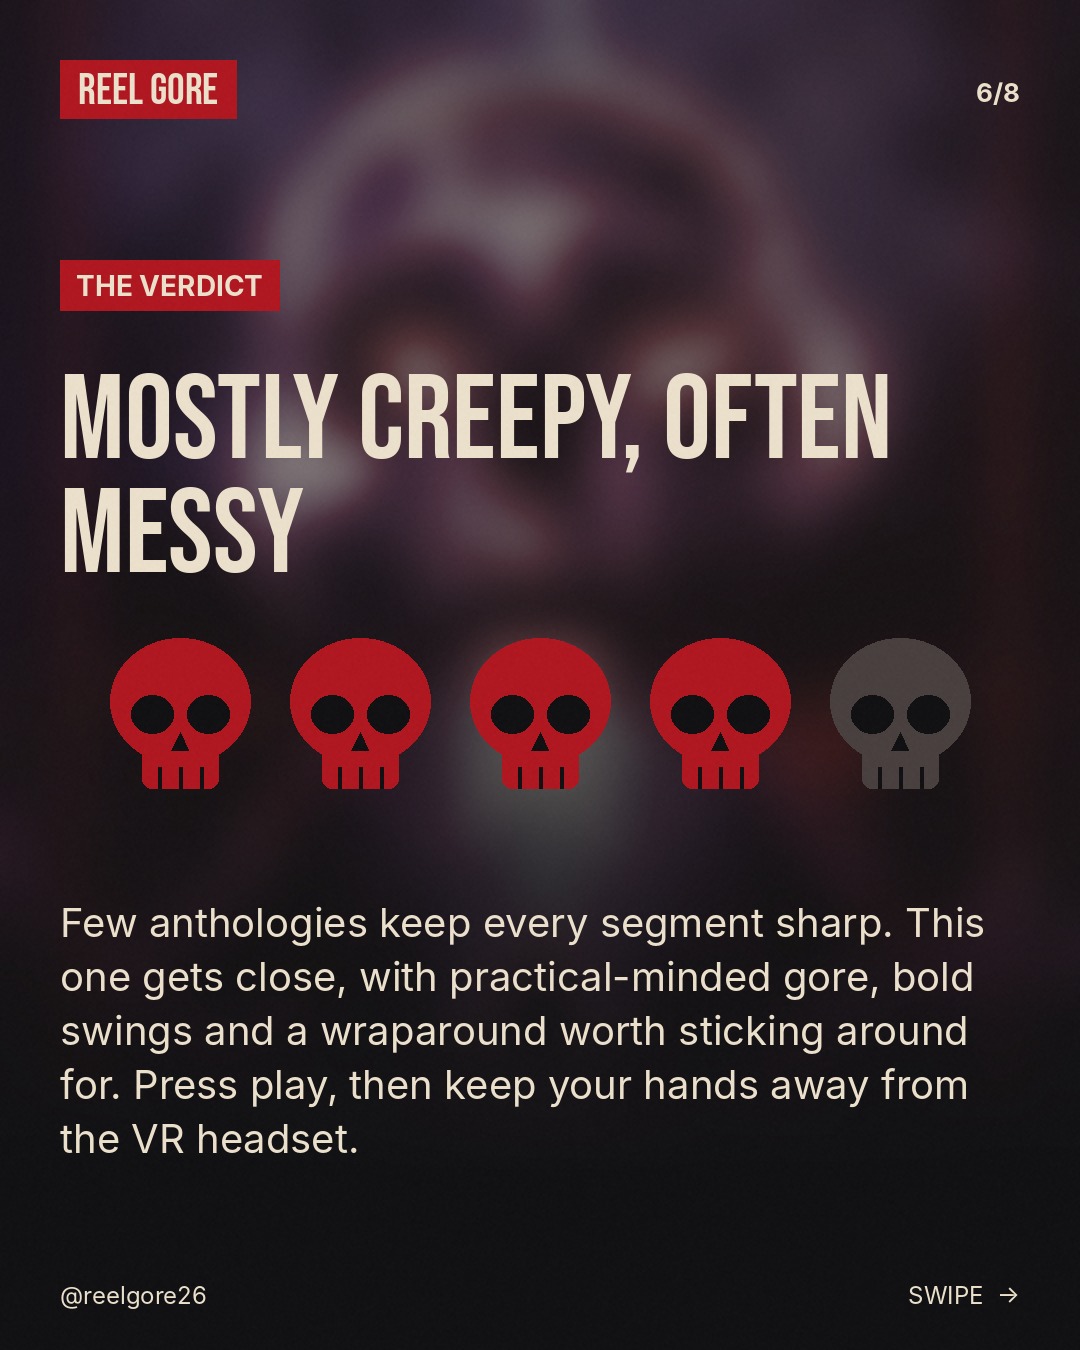 REEL GORE
6/8
THE VERDICT
MOSTLY CREEPY, OFTEN
MESSY
Few anthologies keep every segment sharp. This
one gets close, with practical-minded gore, bold
swings and a wraparound worth sticking around
for. Press play, then keep your hands away from
the VR headset.
@reelgore26
SWIPE →